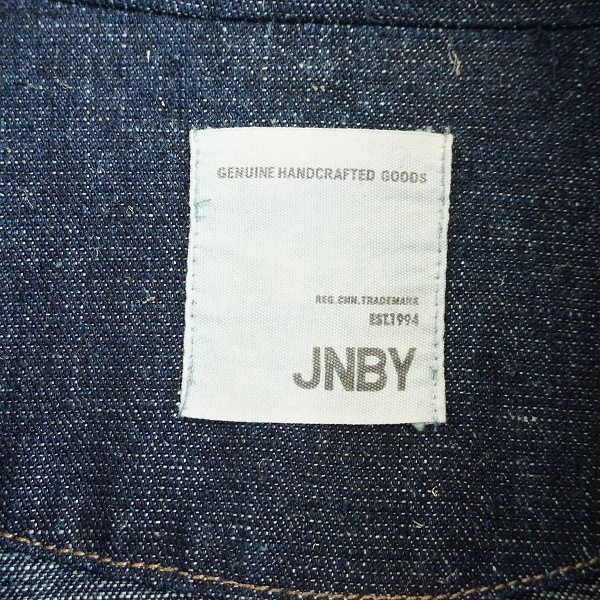 GENUINE HANDCRAFTED GOODS
REG.CHN.TRADEMARK
EST.1994
JNBY